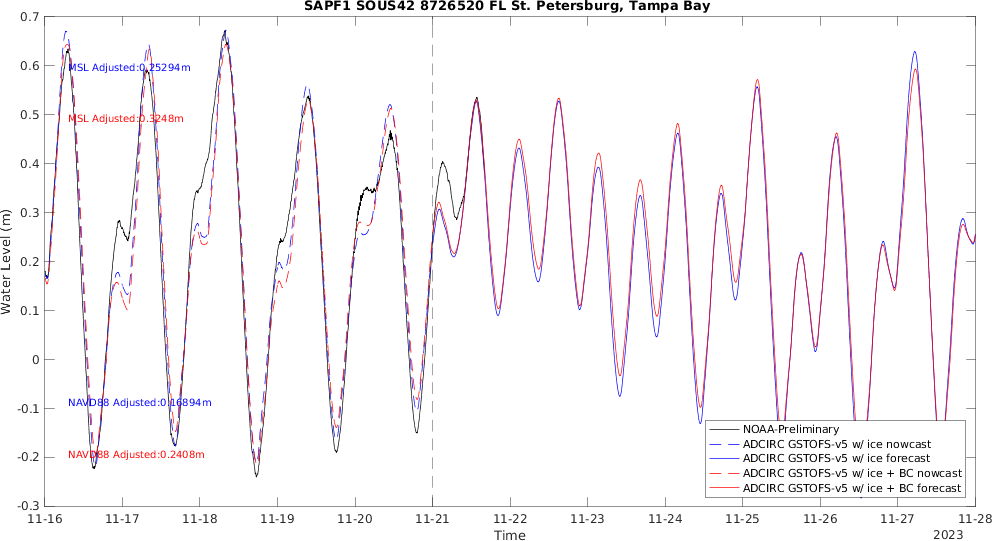 SAPF1 SOUS42 8726520 FL St. Petersburg, Tampa Bay
Water Level (m)
0.7
0.6
0.5
0.4
0.3
0.2
0.1
0
-0.1
-0.2
-0.3
MSL Adjusted:0.25294m
MSL Adjusted:0.3248m
NAVD88 Adjusted:0.16894m
NAVD88 Adjusted:0.2408m
NOAA-Preliminary
ADCIRC GSTOFS-v5 w/ ice nowcast
ADCIRC GSTOFS-v5 w/ ice forecast
ADCIRC GSTOFS-v5 w/ ice + BC nowcast
ADCIRC GSTOFS-v5 w/ ice + BC forecast
11-16 11-17 11-18 11-19 11-20 11-21 11-22 11-23 11-24 11-25 11-26 11-27 11-28
Time
2023